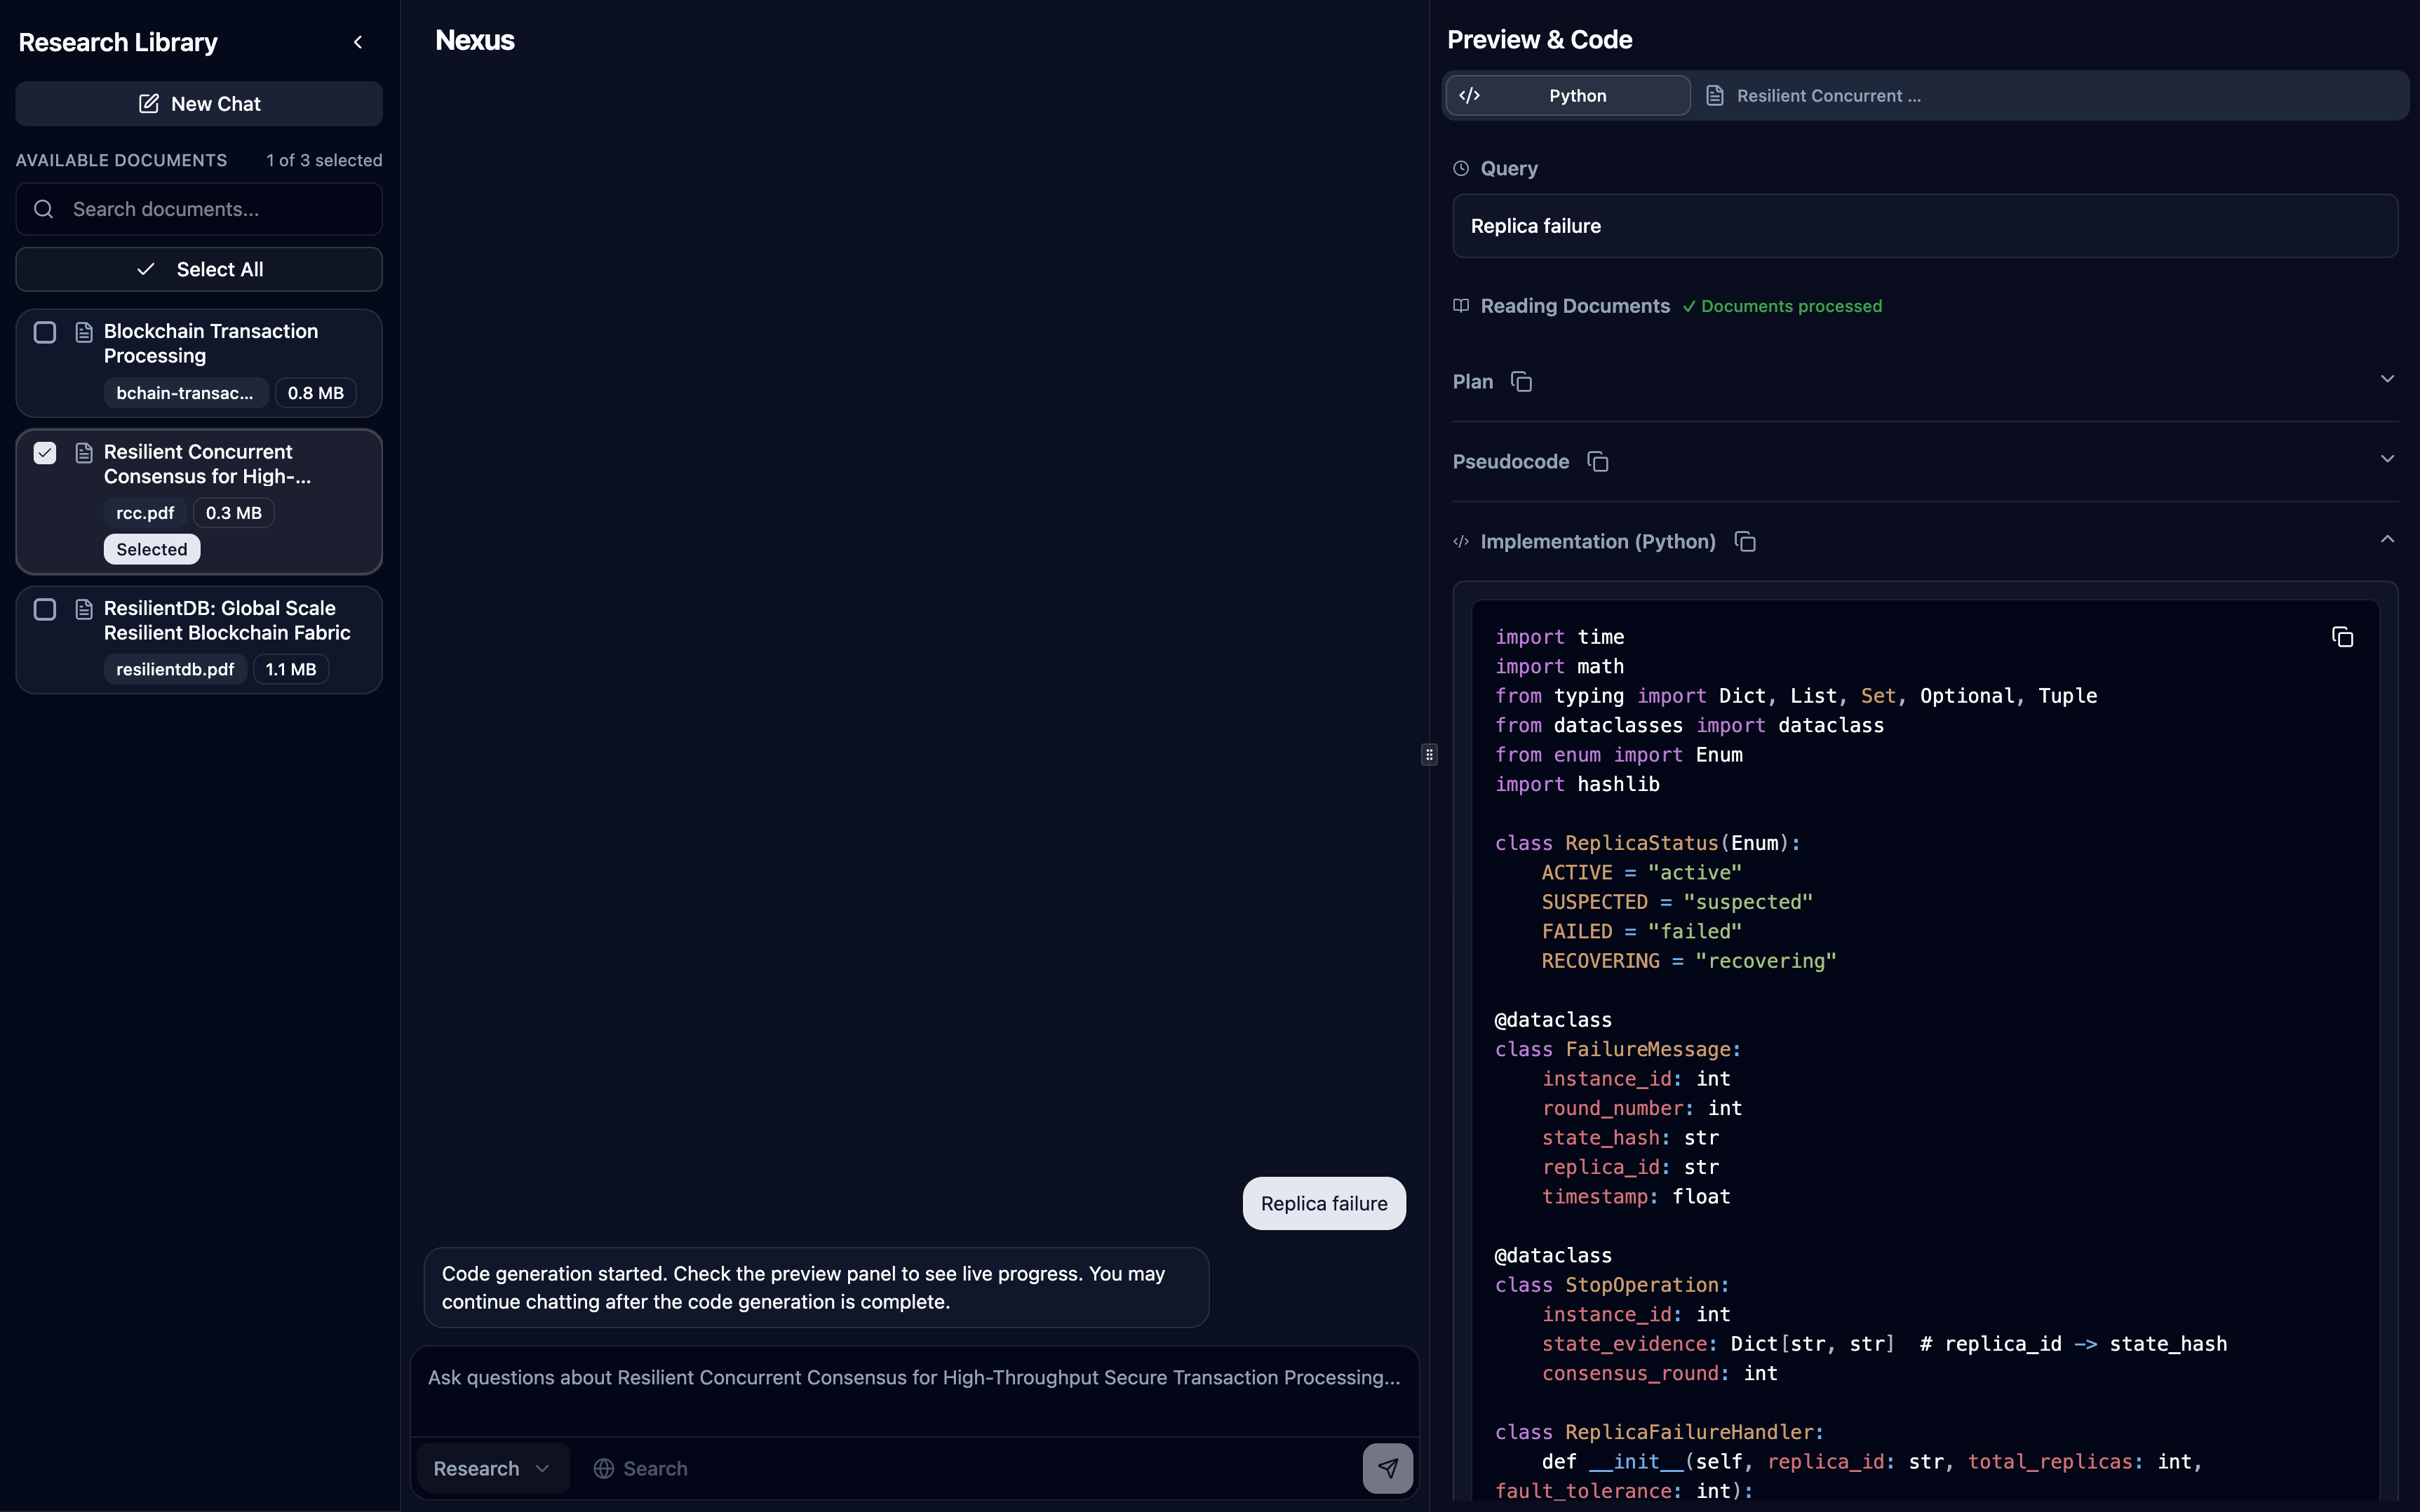 Research Library
New Chat
AVAILABLE DOCUMENTS
1 of 3 selected
Search documents...
Select All
Blockchain Transaction
Processing
bchain-transac...
0.8 MB
Resilient Concurrent
Consensus for High-...
rcc.pdf
0.3 MB
Selected
ResilientDB: Global Scale
Resilient Blockchain Fabric
resilientdb.pdf
1.1 MB
Nexus
Replica failure
Code generation started. Check the preview panel to see live progress. You may
continue chatting after the code generation is complete.
Ask questions about Resilient Concurrent Consensus for High-Throughput Secure Transaction Processing...
Research
Search
Preview & Code
</> Python
Resilient Concurrent ...
Query
Replica failure
Reading Documents
✓ Documents processed
Plan
Pseudocode
</> Implementation (Python)
import time
import math
from typing import Dict, List, Set, Optional, Tuple
from dataclasses import dataclass
from enum import Enum
import hashlib
class ReplicaStatus(Enum):
    ACTIVE = "active"
    SUSPECTED = "suspected"
    FAILED = "failed"
    RECOVERING = "recovering"
@dataclass
class FailureMessage:
    instance_id: int
    round_number: int
    state_hash: str
    replica_id: str
    timestamp: float
@dataclass
class StopOperation:
    instance_id: int
    state_evidence: Dict[str, str]  # replica_id -> state_hash
    consensus_round: int
class ReplicaFailureHandler:
    def __init__(self, replica_id: str, total_replicas: int,
fault_tolerance: int):